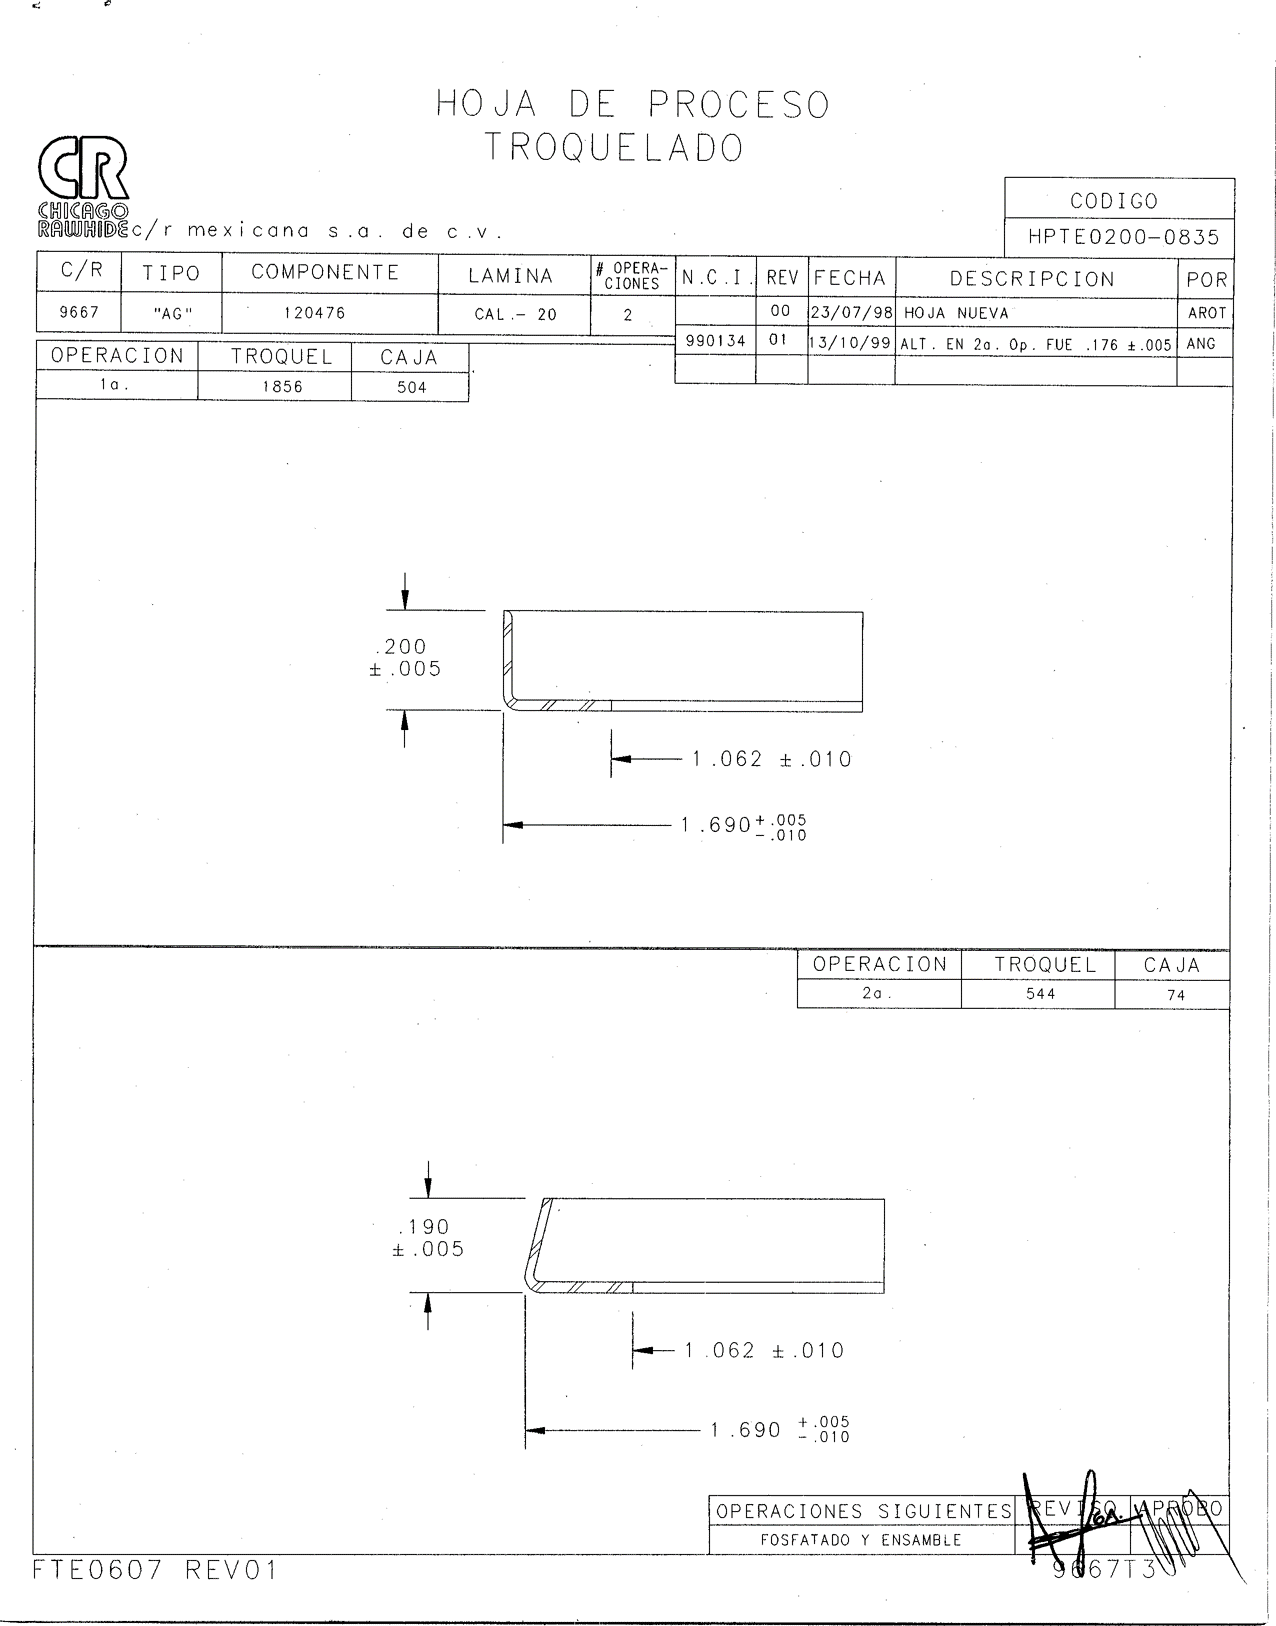 HOJA DE PROCESO
TROQUELADO
CR
CHICAGO
RAWHIDE c/r mexicana s.a. de c.v.
CODIGO
HPTE0200-0835
C/R TIPO COMPONENTE LAMINA # OPERA-CIONES N.C.I. REV FECHA DESCRIPCION POR
9667 "AG" 120476 CAL.- 20 2 00 23/07/98 HOJA NUEVA AROT
990134 01 13/10/99 ALT. EN 2a. Op. FUE .176 ±.005 ANG
OPERACION TROQUEL CAJA
1a. 1856 504
.200
±.005
1.062 ±.010
1.690 +.005
-.010
OPERACION TROQUEL CAJA
2a. 544 74
.190
±.005
1.062 ±.010
1.690 +.005
-.010
OPERACIONES SIGUIENTES REVISO APROBO
FOSFATADO Y ENSAMBLE
FTE0607 REV01 9667T3